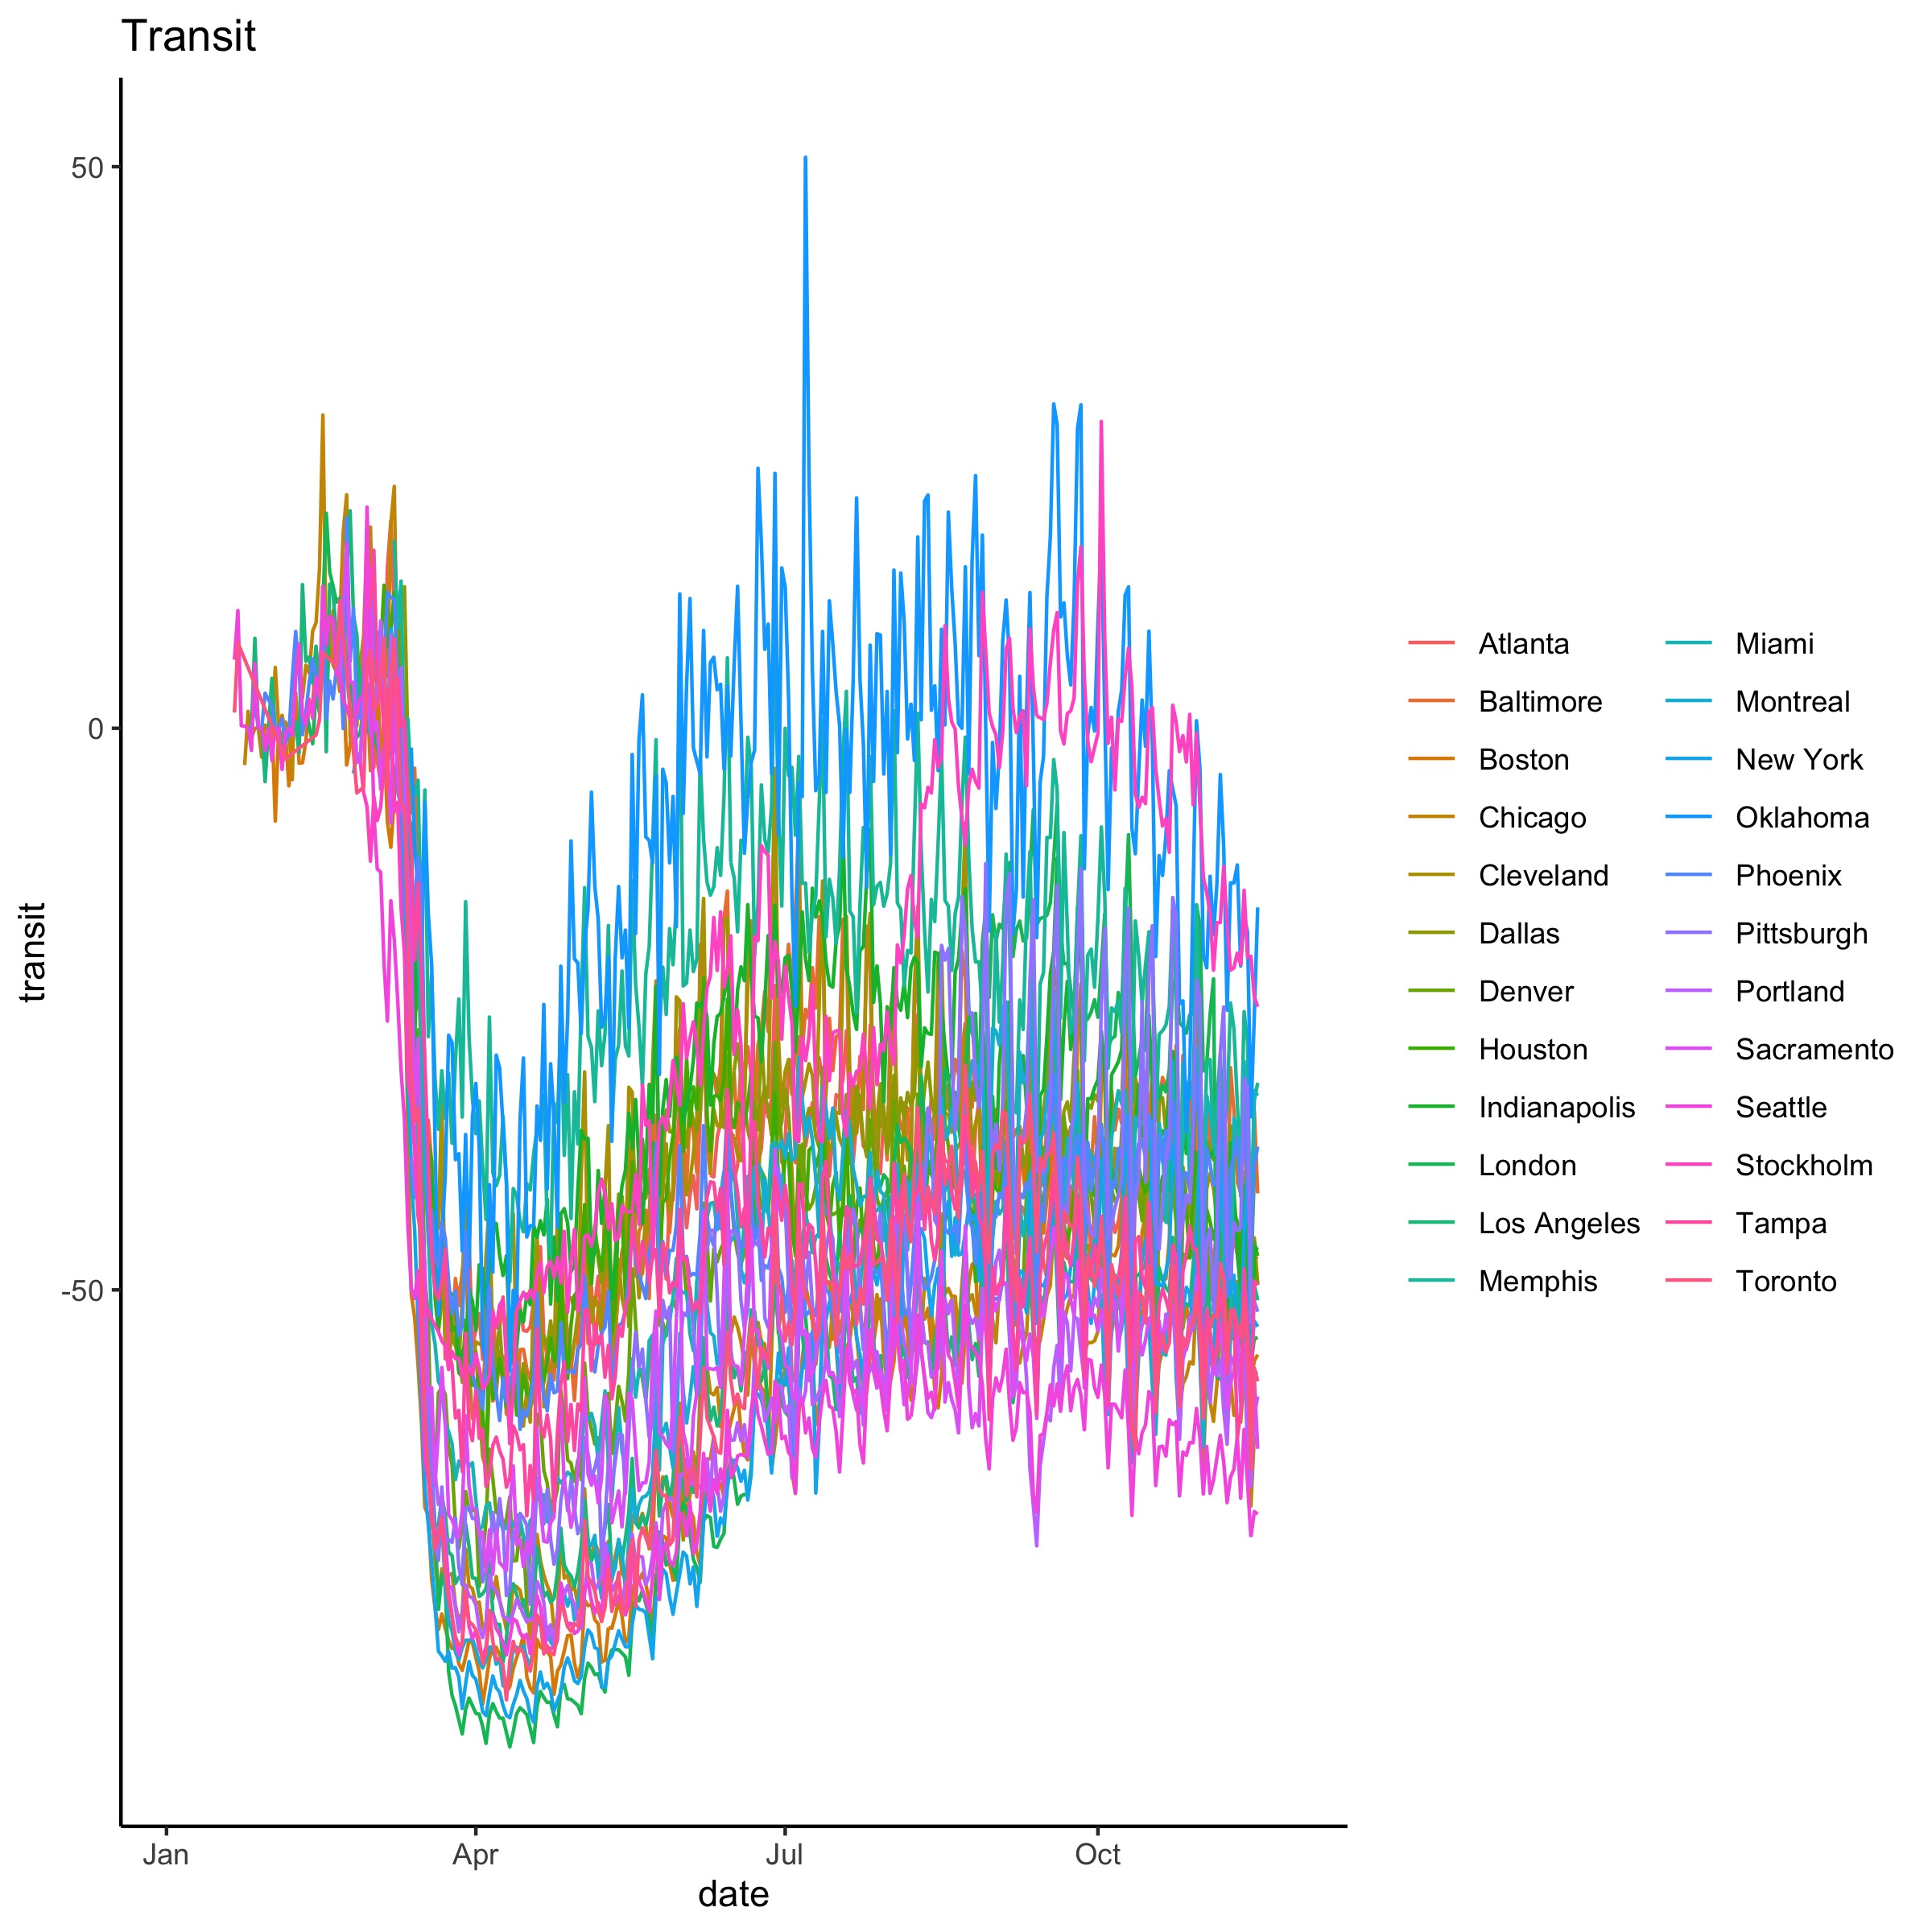 Transit
50
0
-50
transit
Jan
Apr
Jul
Oct
date
Atlanta
Baltimore
Boston
Chicago
Cleveland
Dallas
Denver
Houston
Indianapolis
London
Los Angeles
Memphis
Miami
Montreal
New York
Oklahoma
Phoenix
Pittsburgh
Portland
Sacramento
Seattle
Stockholm
Tampa
Toronto